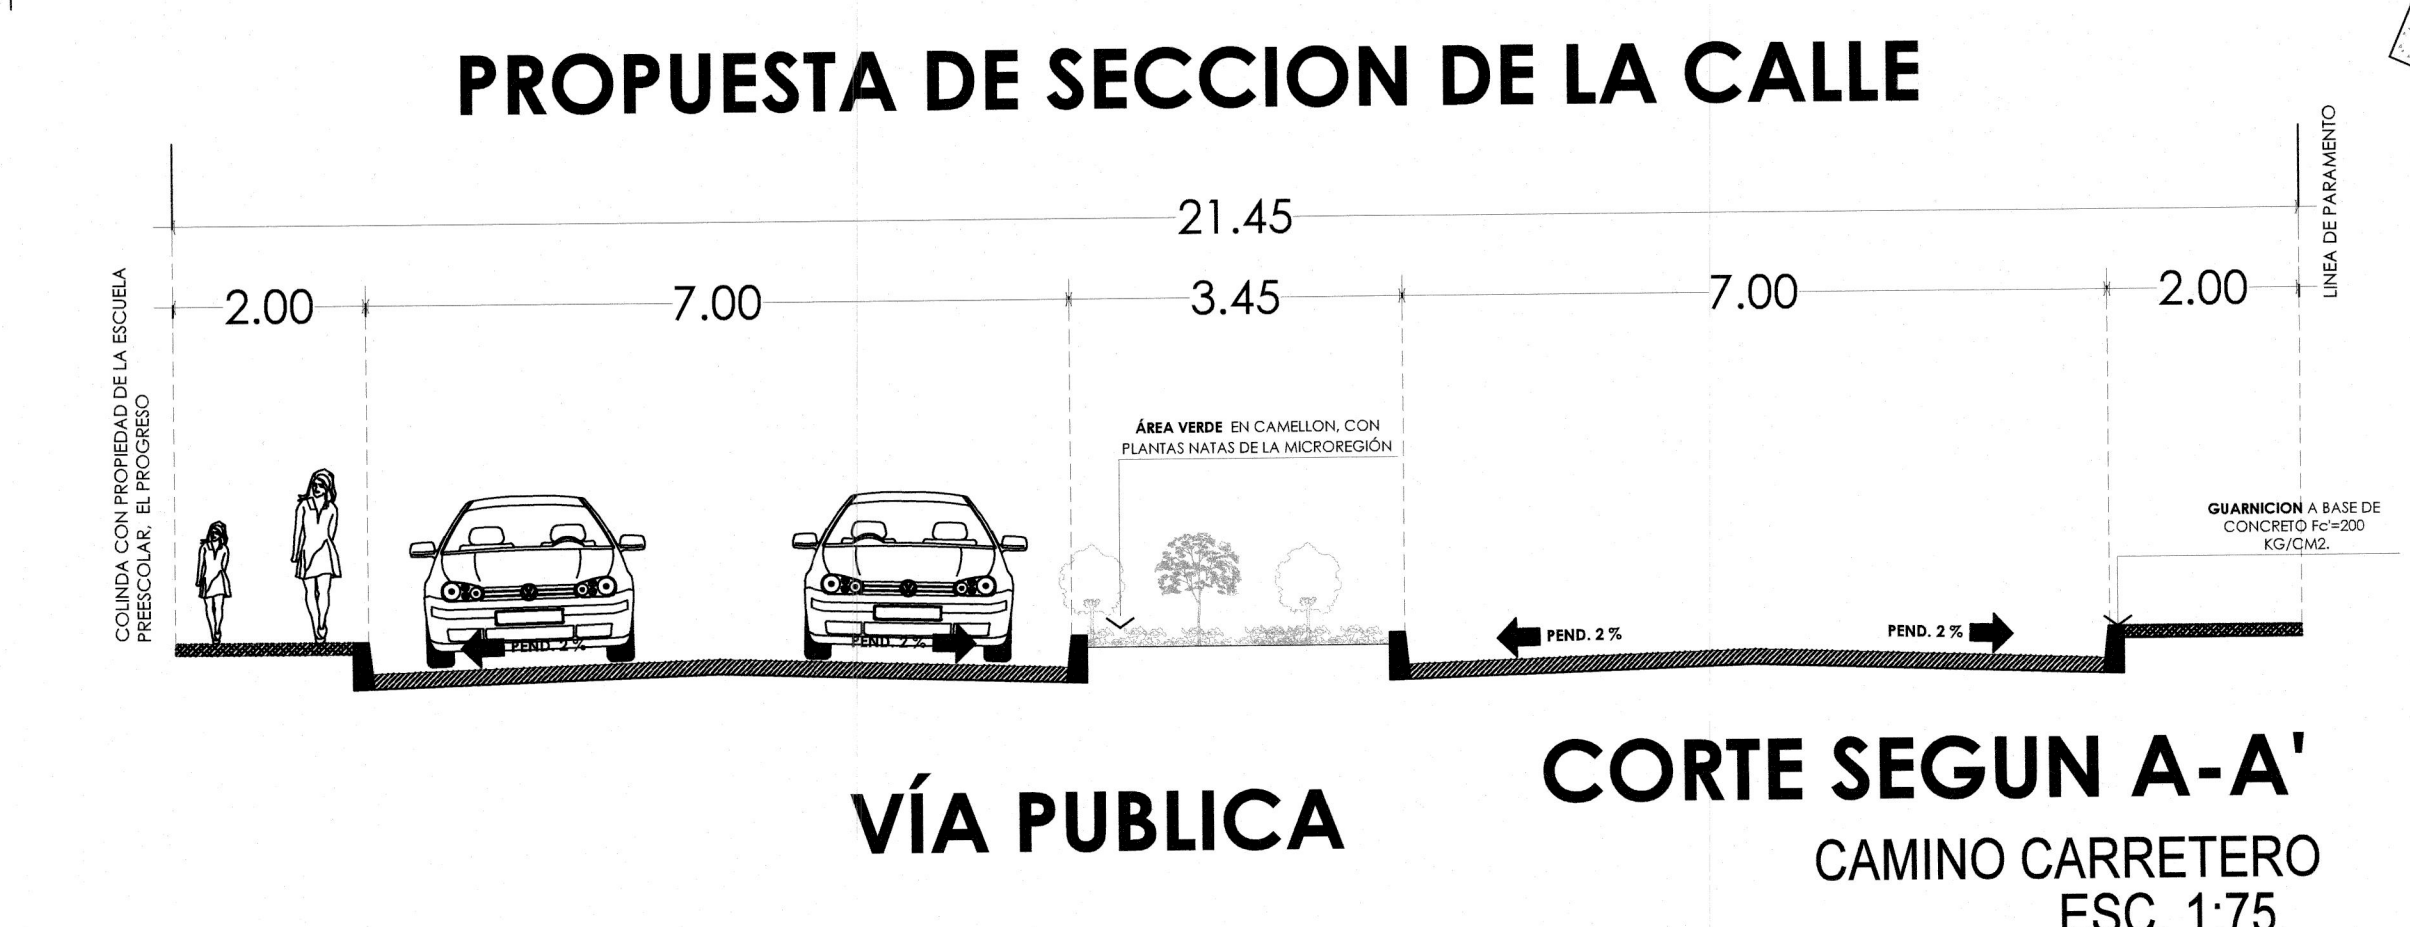 PROPUESTA DE SECCION DE LA CALLE
21.45
2.00
7.00
3.45
7.00
2.00
LINEA DE PARAMENTO
COLINDA CON PROPIEDAD DE LA ESCUELA
PREESCOLAR, EL PROGRESO
ÁREA VERDE EN CAMELLON, CON
PLANTAS NATAS DE LA MICROREGIÓN
GUARNICION A BASE DE
CONCRETO Fc'=200
KG/CM2.
PEND. 2 %
PEND. 2 %
PEND. 2 %
PEND. 2 %
CORTE SEGUN A-A'
VÍA PUBLICA
CAMINO CARRETERO
ESC. 1:75